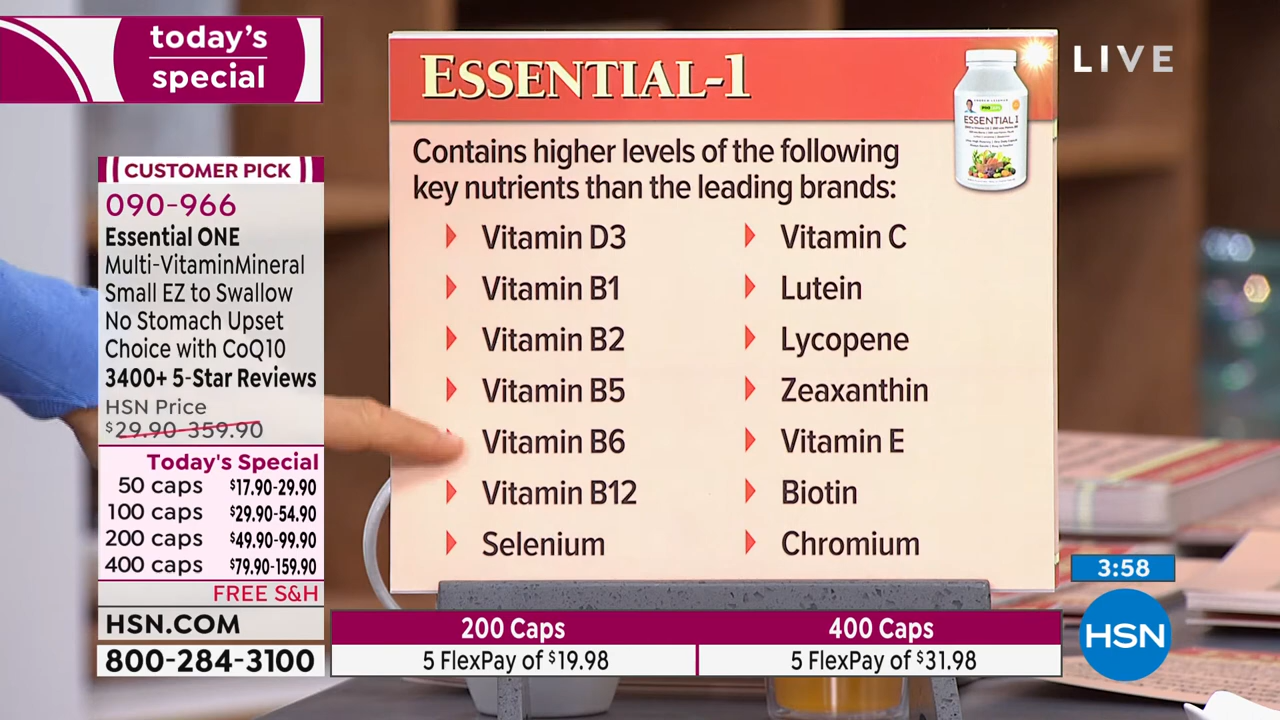 today's
special
CUSTOMER PICK
090-966
Essential ONE
Multi-VitaminMineral
Small EZ to Swallow
No Stomach Upset
Choice with CoQ10
3400+ 5-Star Reviews
HSN Price
$29.90-359.90
Today's Special
50 caps $17.90-29.90
100 caps $29.90-54.90
200 caps $49.90-99.90
400 caps $79.90-159.90
FREE S&H
HSN.COM
800-284-3100
ESSENTIAL-1
Contains higher levels of the following
key nutrients than the leading brands:
Vitamin D3
Vitamin B1
Vitamin B2
Vitamin B5
Vitamin B6
Vitamin B12
Selenium
Vitamin C
Lutein
Lycopene
Zeaxanthin
Vitamin E
Biotin
Chromium
ESSENTIAL 1
LIVE
3:58
HSN
200 Caps
5 FlexPay of $19.98
400 Caps
5 FlexPay of $31.98